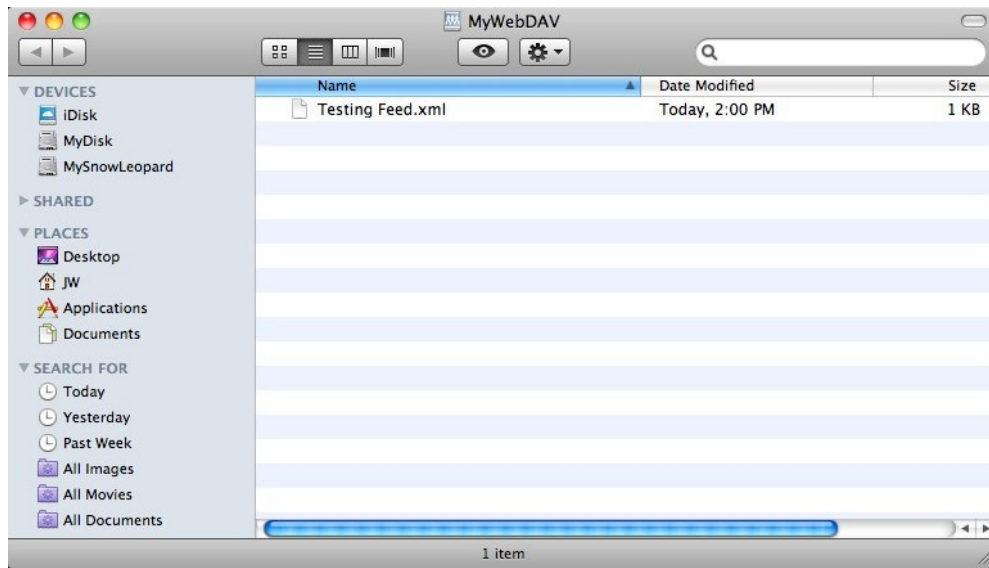 MyWebDAV
Name Date Modified Size
Testing Feed.xml Today, 2:00 PM 1 KB
DEVICES
iDisk
MyDisk
MySnowLeopard
SHARED
PLACES
Desktop
JW
Applications
Documents
SEARCH FOR
Today
Yesterday
Past Week
All Images
All Movies
All Documents
1 item